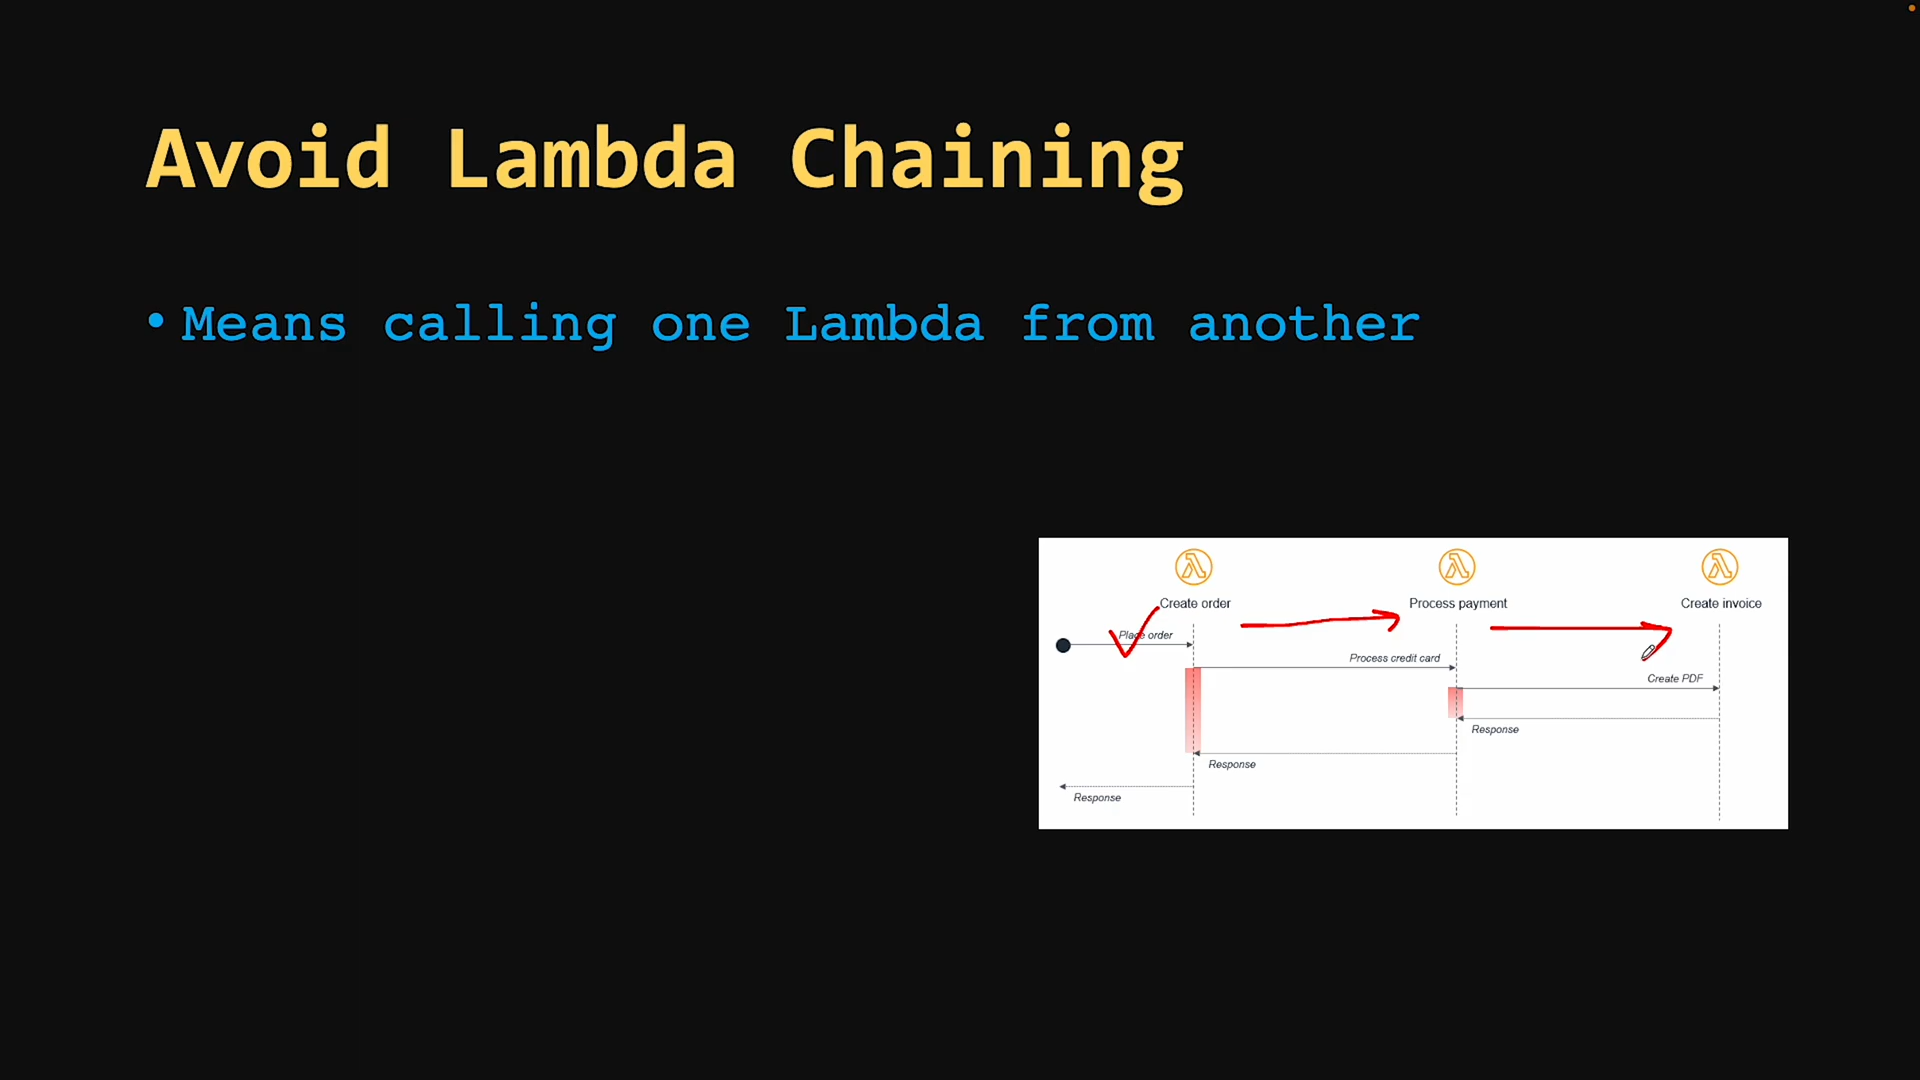 Avoid Lambda Chaining
• Means calling one Lambda from another
Create order
Process payment
Create invoice
Place order
Process credit card
Create PDF
Response
Response
Response